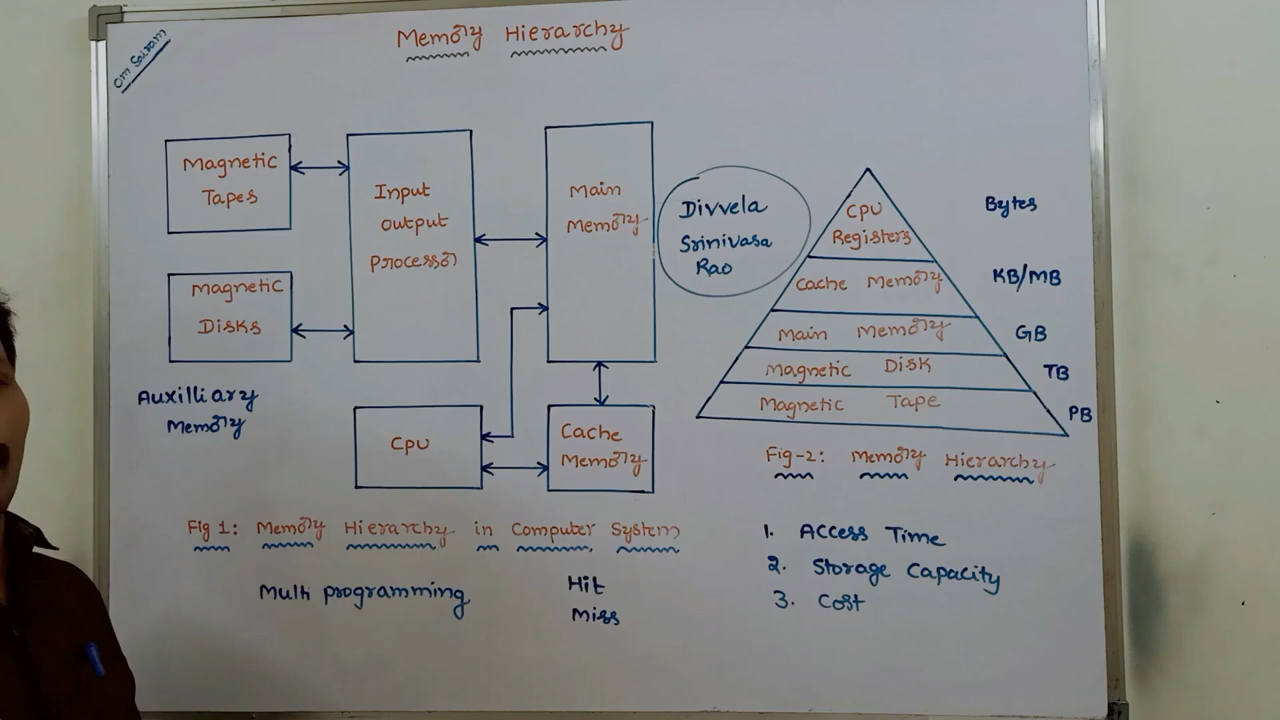 Om Sairam
Memory Hierarchy
Magnetic
Tapes
Input
output
processor
Main
Memory
Magnetic
Disks
Auxilliary
Memory
CPU
Cache
Memory
Fig 1: Memory Hierarchy in Computer System
Multi programming
Hit
Miss
Divvela
Srinivasa
Rao
CPU
Registers
Bytes
Cache Memory
KB/MB
Main Memory
GB
Magnetic Disk
TB
Magnetic Tape
PB
Fig-2: Memory Hierarchy
1. Access Time
2. Storage Capacity
3. Cost